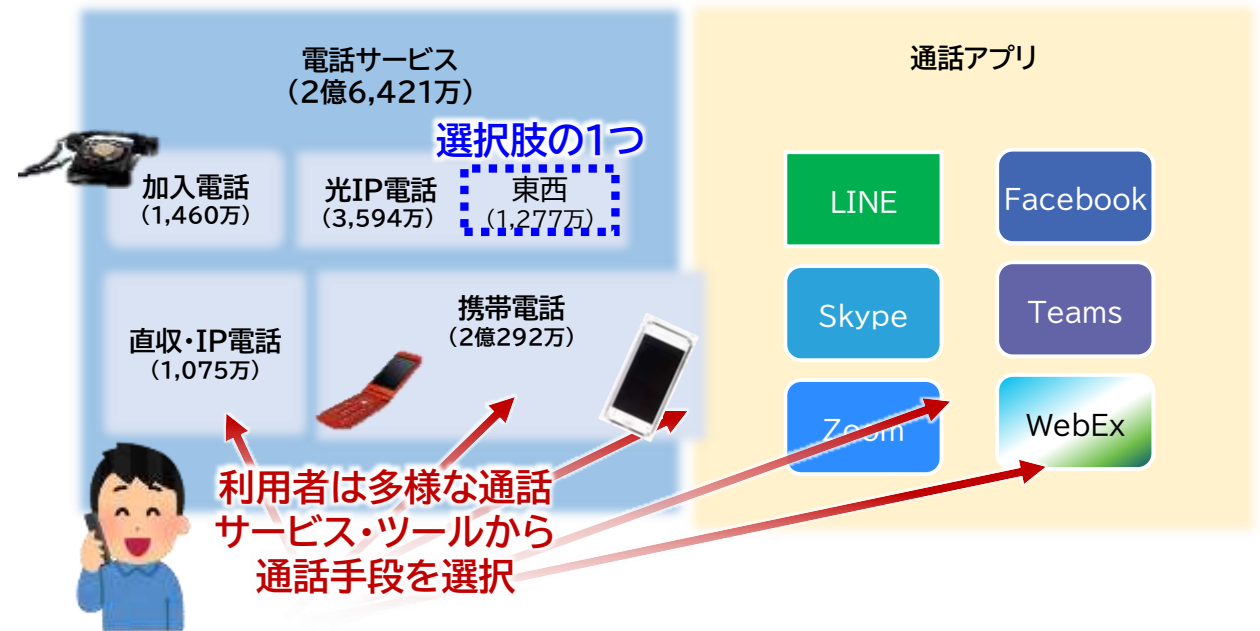 電話サービス
（2億6,421万）
選択肢の1つ
加入電話
（1,460万）
光IP電話
（3,594万）
東西
（1,277万）
直収・IP電話
（1,075万）
携帯電話
（2億292万）
利用者は多様な通話
サービス・ツールから
通話手段を選択
通話アプリ
LINE
Facebook
Skype
Teams
Zoom
WebEx